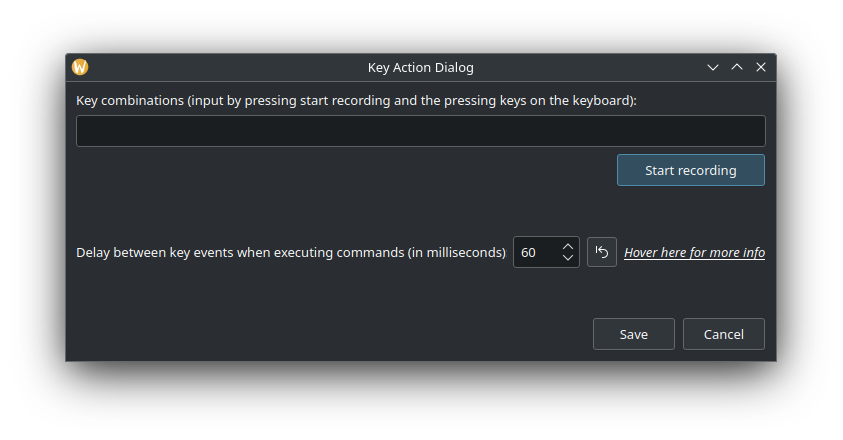 Key Action Dialog
Key combinations (input by pressing start recording and the pressing keys on the keyboard):
Start recording
Delay between key events when executing commands (in milliseconds) 60 Hover here for more info
Save Cancel